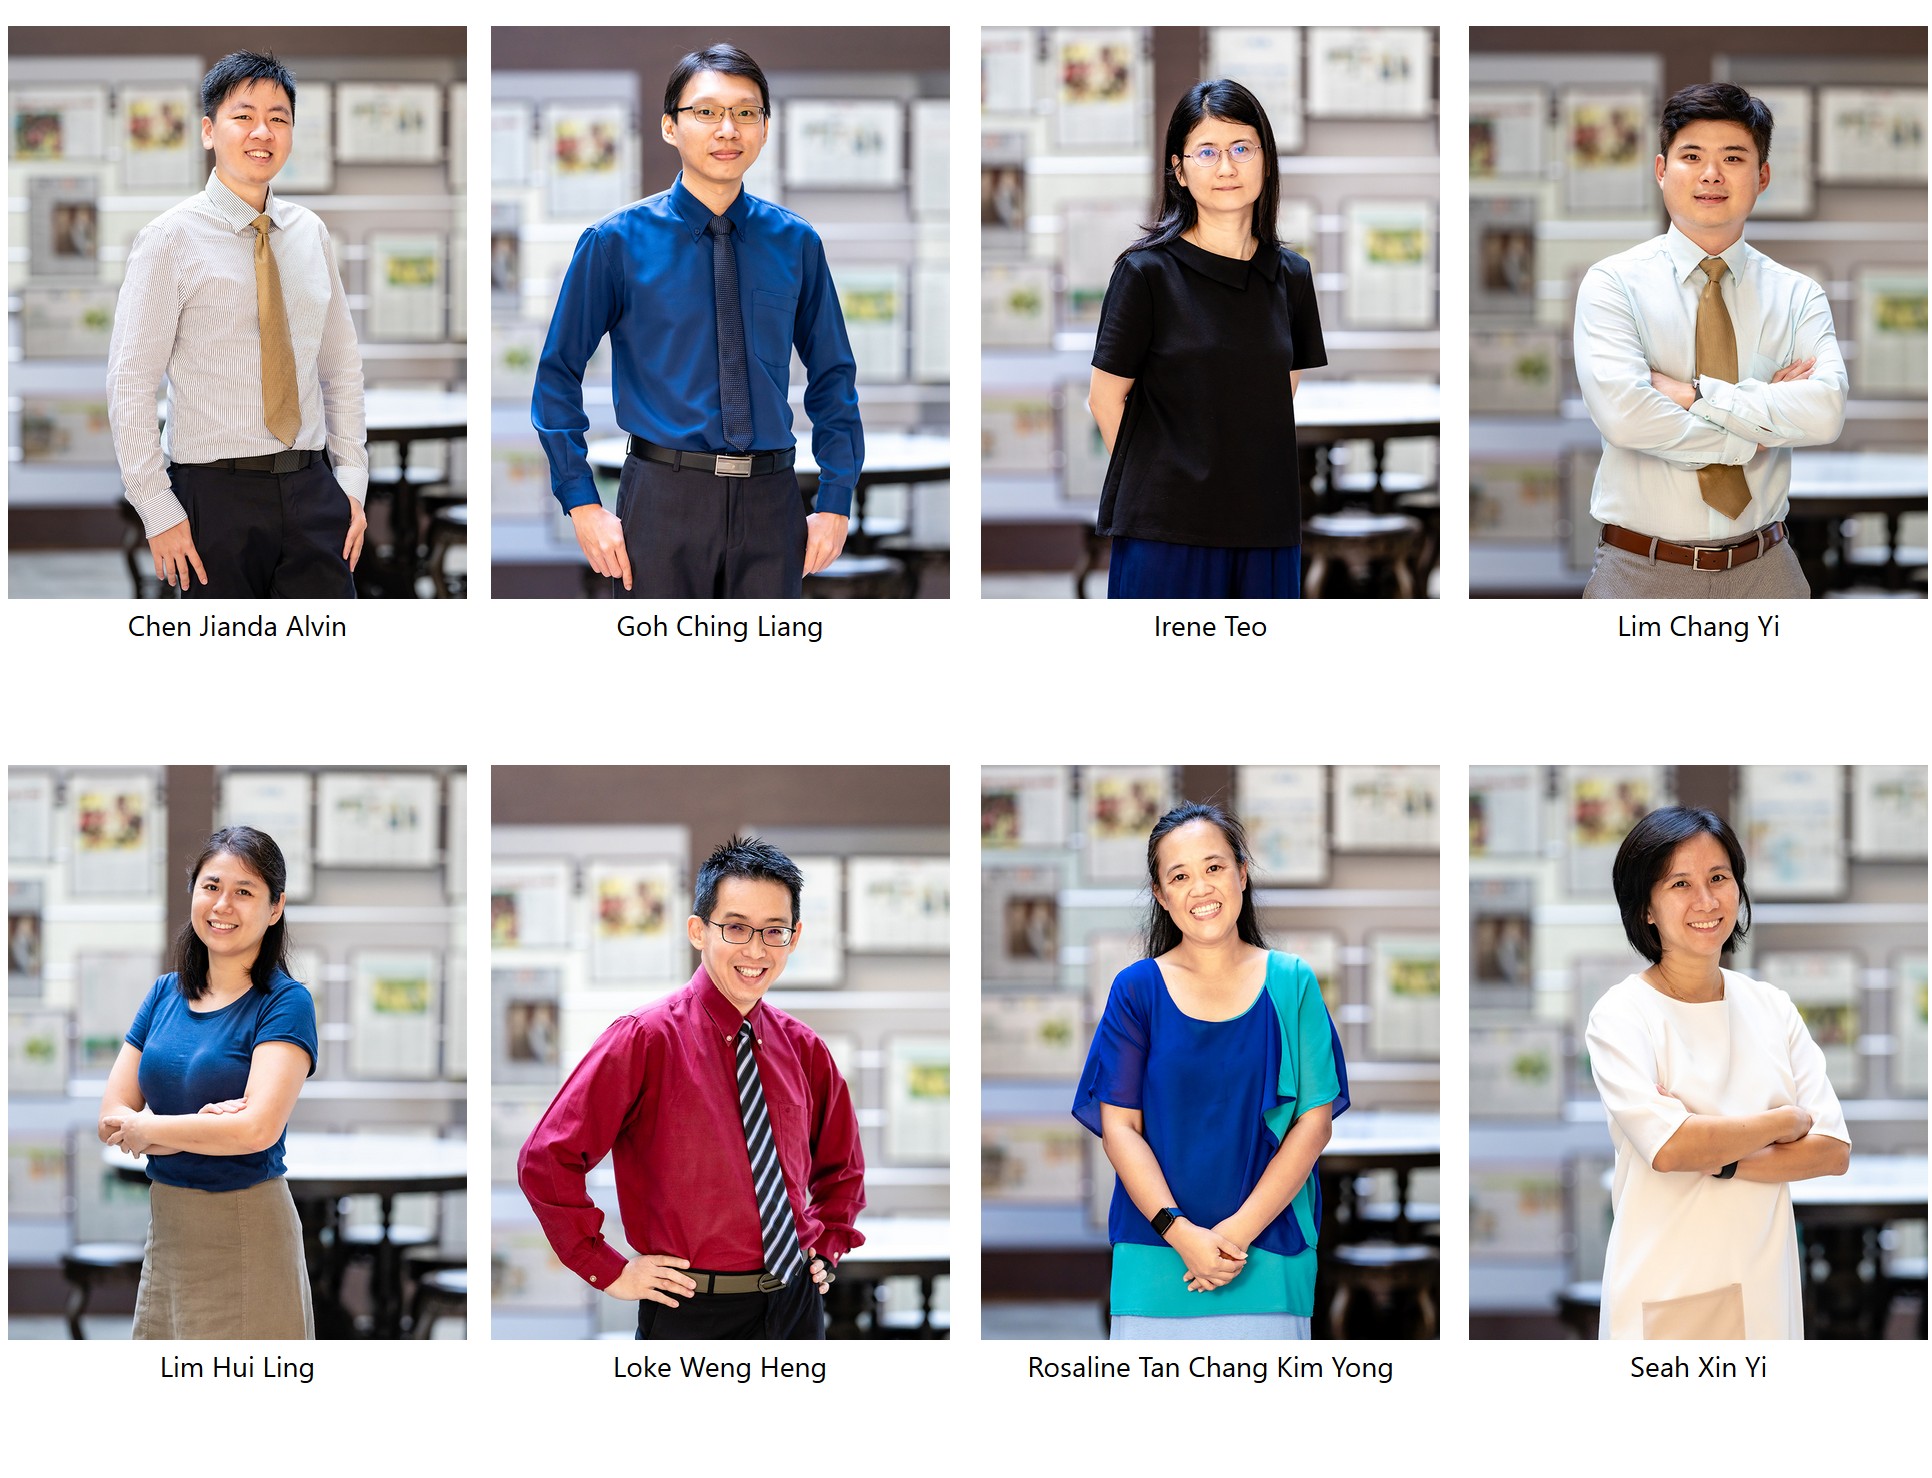 Chen Jianda Alvin
Goh Ching Liang
Irene Teo
Lim Chang Yi
Lim Hui Ling
Loke Weng Heng
Rosaline Tan Chang Kim Yong
Seah Xin Yi